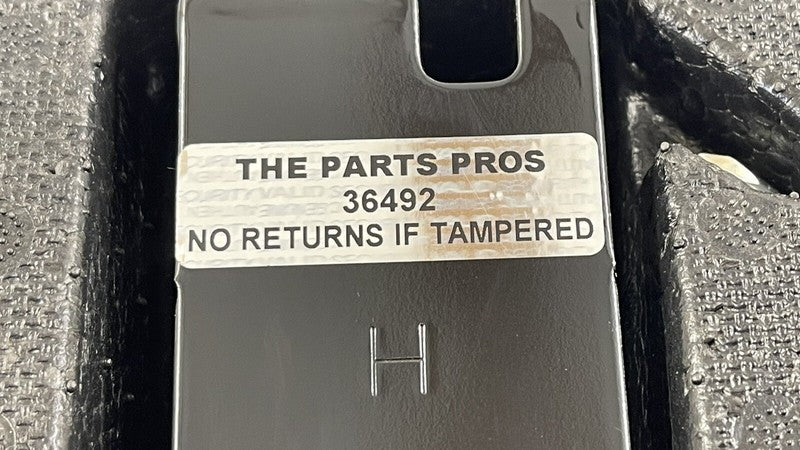 THE PARTS PROS
36492
NO RETURNS IF TAMPERED
H